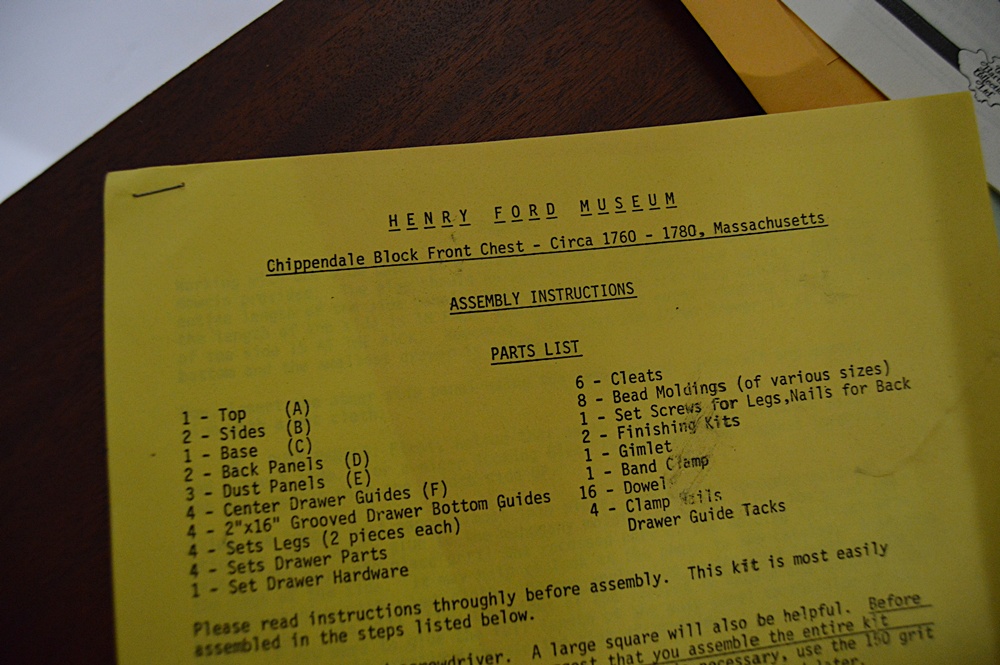 HENRY FORD MUSEUM
Chippendale Block Front Chest - Circa 1760 - 1780, Massachusetts
ASSEMBLY INSTRUCTIONS
PARTS LIST
1 - Top (A)
2 - Sides (B)
1 - Base (C)
2 - Back Panels (D)
3 - Dust Panels (E)
4 - Center Drawer Guides (F)
4 - 2"x16" Grooved Drawer Bottom Guides
4 - Sets Legs (2 pieces each)
4 - Sets Drawer Parts
1 - Set Drawer Hardware
6 - Cleats
8 - Bead Moldings (of various sizes)
1 - Set Screws for Legs,Nails for Back
2 - Finishing Kits
1 - Gimlet
1 - Band Clamp
16 - Dowel
4 - Clamp
Drawer Guide Tacks
Please read instructions throughly before assembly. This kit is most easily
assembled in the steps listed below.
screwdriver. A large square will also be helpful. Before
that you assemble the entire kit
necessary, use the 150 grit